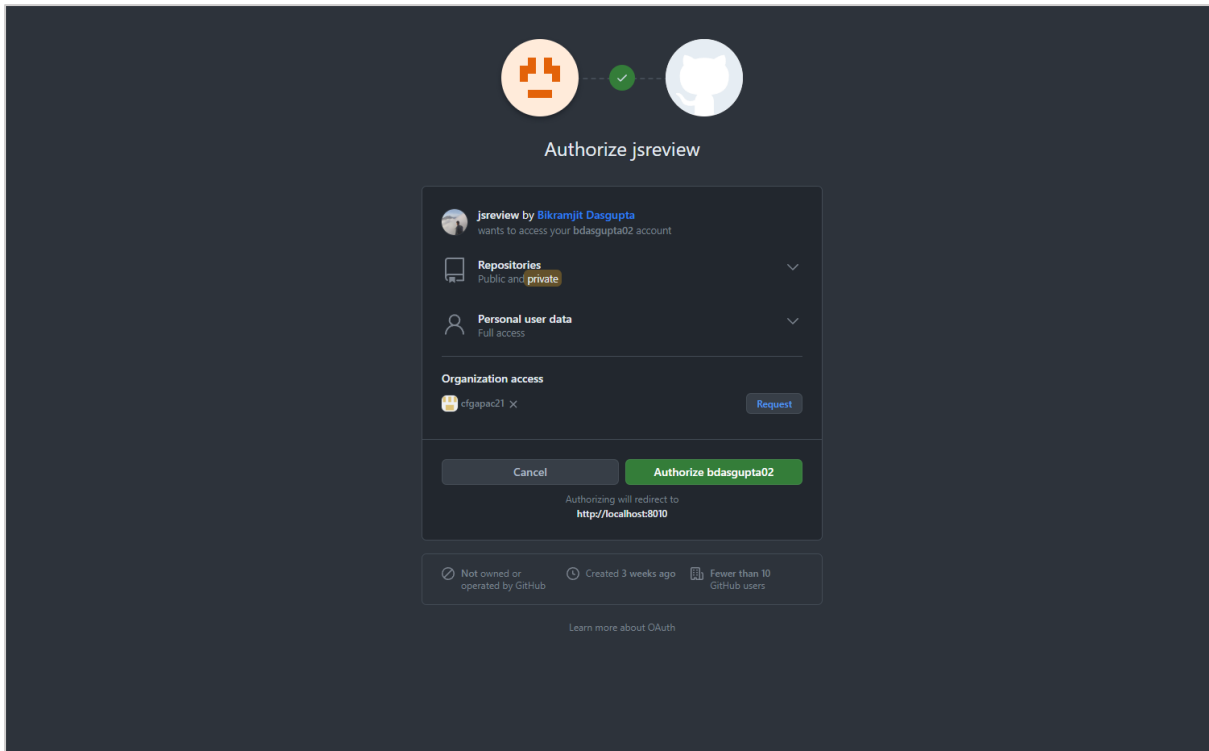 Authorize jsreview
jsreview by Bikramjit Dasgupta
wants to access your bdasgupta02 account
Repositories
Public and private
Personal user data
Full access
Organization access
cfgapac21
Request
Cancel
Authorize bdasgupta02
Authorizing will redirect to
http://localhost:8010
Not owned or
operated by GitHub
Created 3 weeks ago
Fewer than 10
GitHub users
Learn more about OAuth